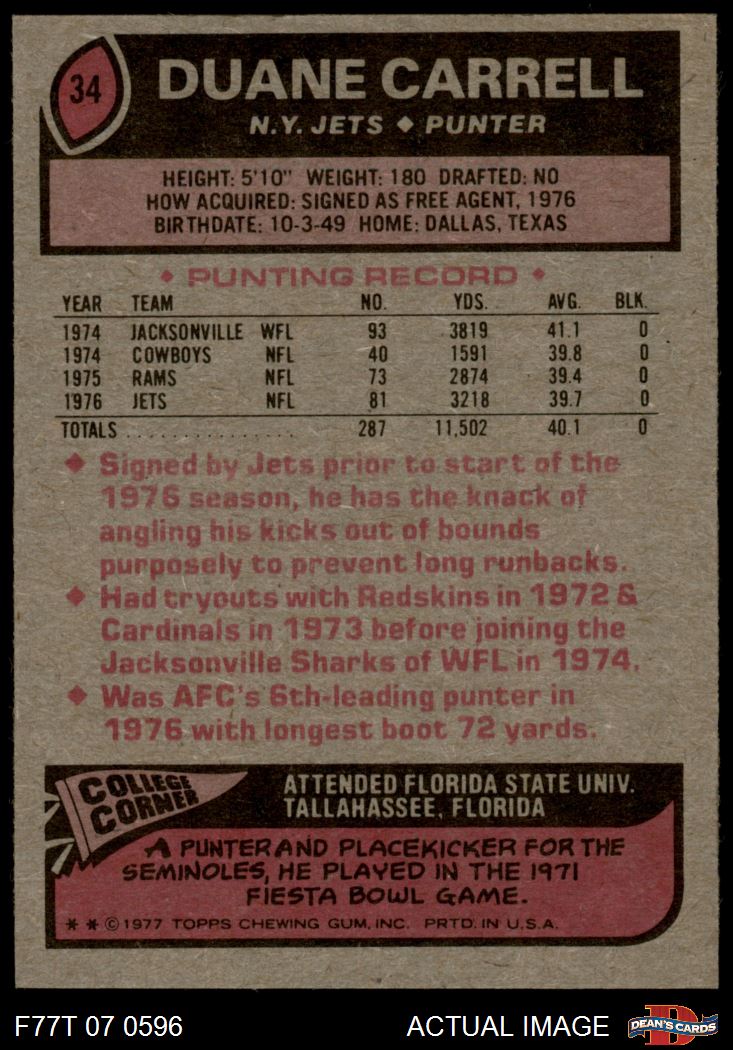 34
DUANE CARRELL
N.Y. JETS ◆ PUNTER
HEIGHT: 5'10" WEIGHT: 180 DRAFTED: NO
HOW ACQUIRED: SIGNED AS FREE AGENT, 1976
BIRTHDATE: 10-3-49 HOME: DALLAS, TEXAS
◆ PUNTING RECORD ◆
YEAR TEAM NO. YDS. AVG. BLK.
1974 JACKSONVILLE WFL 93 3819 41.1 0
1974 COWBOYS NFL 40 1591 39.8 0
1975 RAMS NFL 73 2874 39.4 0
1976 JETS NFL 81 3218 39.7 0
TOTALS . . . . . . . . . . . . . . . . 287 11,502 40.1 0
◆ Signed by Jets prior to start of the
1976 season, he has the knack of
angling his kicks out of bounds
purposely to prevent long runbacks.
◆ Had tryouts with Redskins in 1972 &
Cardinals in 1973 before joining the
Jacksonville Sharks of WFL in 1974.
◆ Was AFC's 6th-leading punter in
1976 with longest boot 72 yards.
COLLEGE
CORNER
ATTENDED FLORIDA STATE UNIV.
TALLAHASSEE, FLORIDA
A PUNTER AND PLACEKICKER FOR THE
SEMINOLES, HE PLAYED IN THE 1971
FIESTA BOWL GAME.
* * © 1977 TOPPS CHEWING GUM, INC. PRTD. IN U.S.A.
F77T 07 0596 ACTUAL IMAGE DEAN'S CARDS